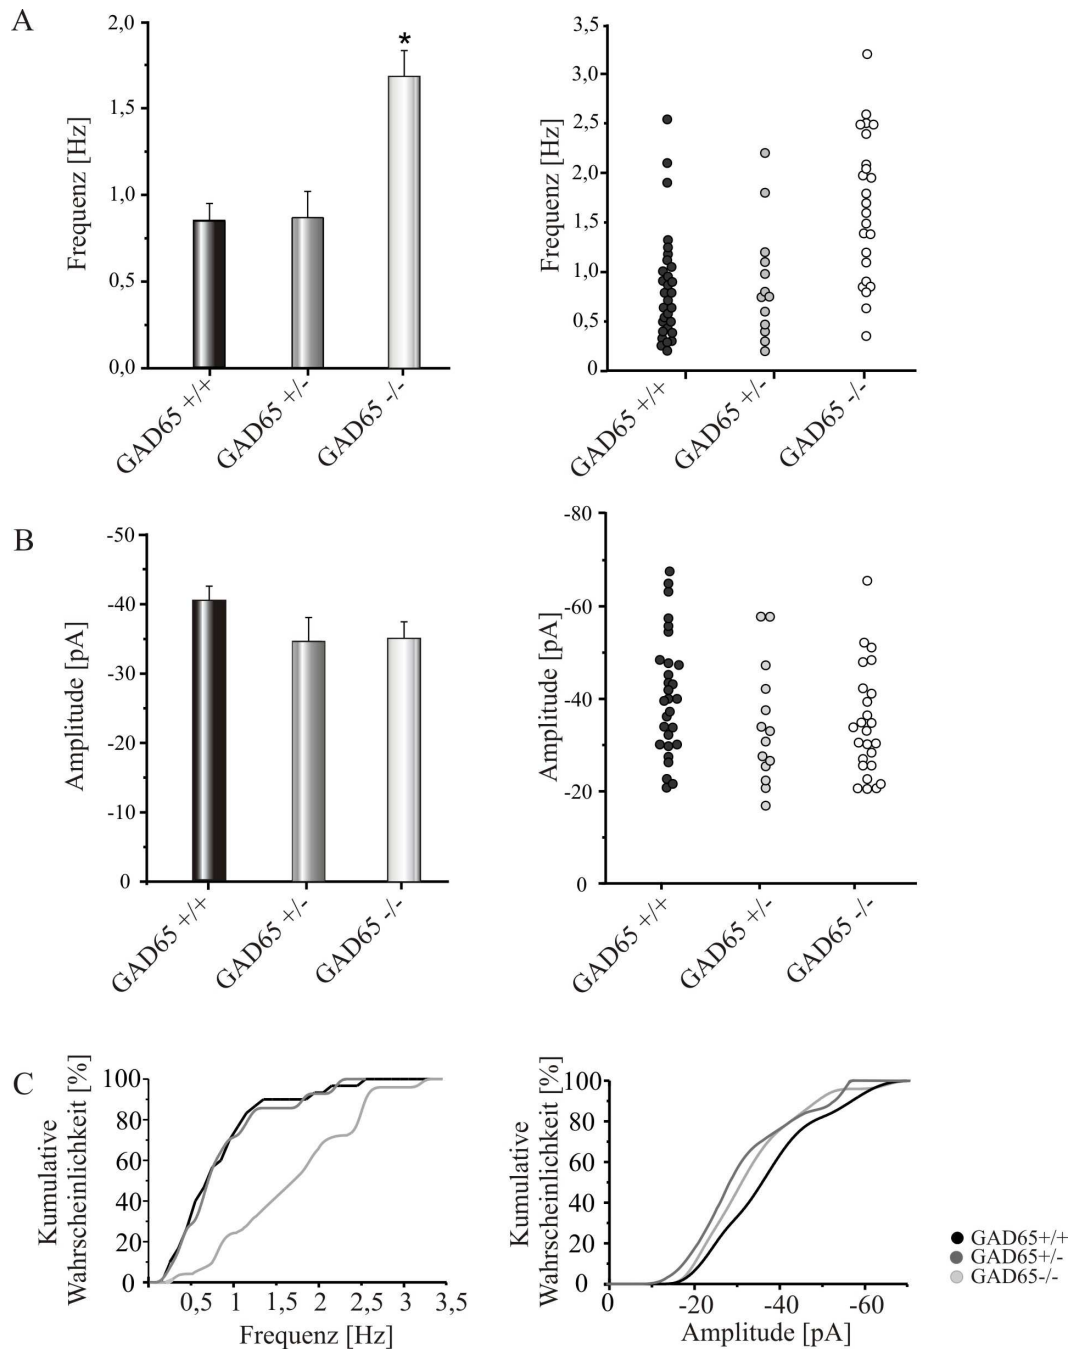 A
Frequenz [Hz]
2,0
1,5
1,0
0,5
0,0
*
GAD65 +/+
GAD65 +/-
GAD65 -/-
Frequenz [Hz]
3,5
3,0
2,5
2,0
1,5
1,0
0,5
0
GAD65 +/+
GAD65 +/-
GAD65 -/-
B
Amplitude [pA]
-50
-40
-30
-20
-10
0
GAD65 +/+
GAD65 +/-
GAD65 -/-
Amplitude [pA]
-80
-60
-40
-20
0
GAD65 +/+
GAD65 +/-
GAD65 -/-
C
Kumulative
Wahrscheinlichkeit [%]
100
80
60
40
20
0
0,5 1 1,5 2 2,5 3 3,5
Frequenz [Hz]
Kumulative
Wahrscheinlichkeit [%]
100
80
60
40
20
0
0 -20 -40 -60
Amplitude [pA]
GAD65+/+
GAD65+/-
GAD65-/-